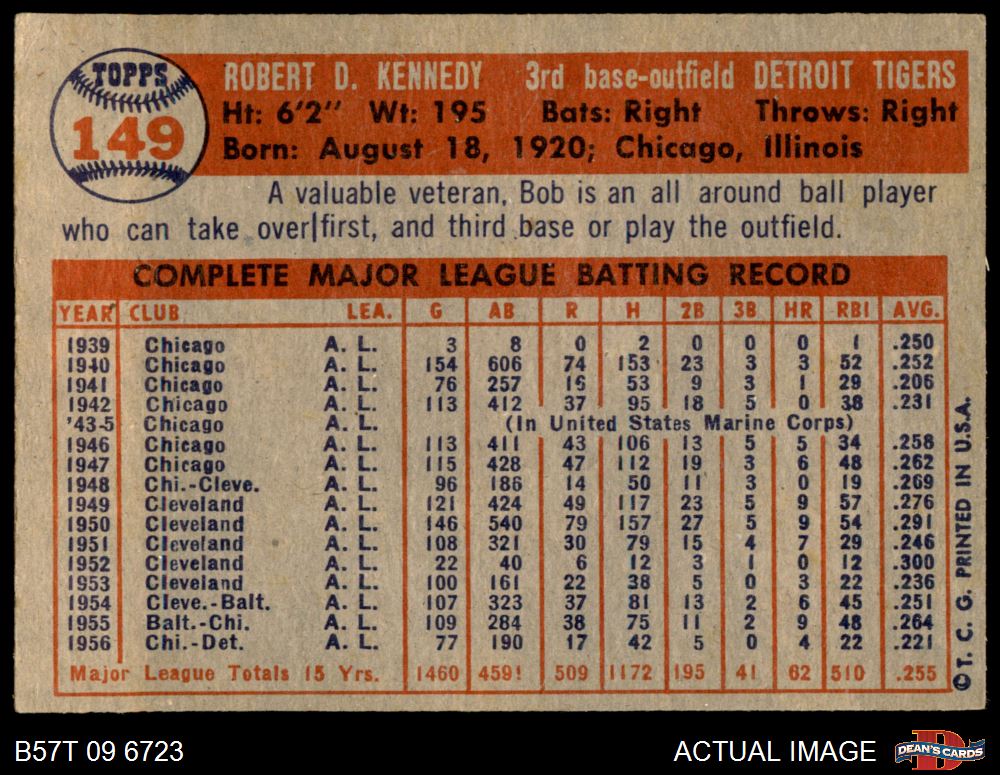 TOPPS
149
ROBERT D. KENNEDY 3rd base-outfield DETROIT TIGERS
Ht: 6'2" Wt: 195 Bats: Right Throws: Right
Born: August 18, 1920; Chicago, Illinois
A valuable veteran, Bob is an all around ball player
who can take over first, and third base or play the outfield.
COMPLETE MAJOR LEAGUE BATTING RECORD
YEAR CLUB LEA. G AB R H 2B 3B HR RBI AVG.
1939 Chicago A. L. 3 8 0 2 0 0 0 1 .250
1940 Chicago A. L. 154 606 74 153 23 3 3 52 .252
1941 Chicago A. L. 76 257 16 53 9 3 1 29 .206
1942 Chicago A. L. 113 412 37 95 18 5 0 38 .231
'43-5 Chicago A. L. (In United States Marine Corps)
1946 Chicago A. L. 113 411 43 106 13 5 5 34 .258
1947 Chicago A. L. 115 428 47 112 19 3 6 48 .262
1948 Chi.-Cleve. A. L. 96 186 14 50 11 3 0 19 .269
1949 Cleveland A. L. 121 424 49 117 23 5 9 57 .276
1950 Cleveland A. L. 146 540 79 157 27 5 9 54 .291
1951 Cleveland A. L. 108 321 30 79 15 4 7 29 .246
1952 Cleveland A. L. 22 40 6 12 3 1 0 12 .300
1953 Cleveland A. L. 100 161 22 38 5 0 3 22 .236
1954 Cleve.-Balt. A. L. 107 323 37 81 13 2 6 45 .251
1955 Balt.-Chi. A. L. 109 284 38 75 11 2 9 48 .264
1956 Chi.-Det. A. L. 77 190 17 42 5 0 4 22 .221
Major League Totals 15 Yrs. 1460 4591 509 1172 195 41 62 510 .255
©T. C. G. PRINTED IN U.S.A.
B57T 09 6723 ACTUAL IMAGE
DEAN'S CARDS